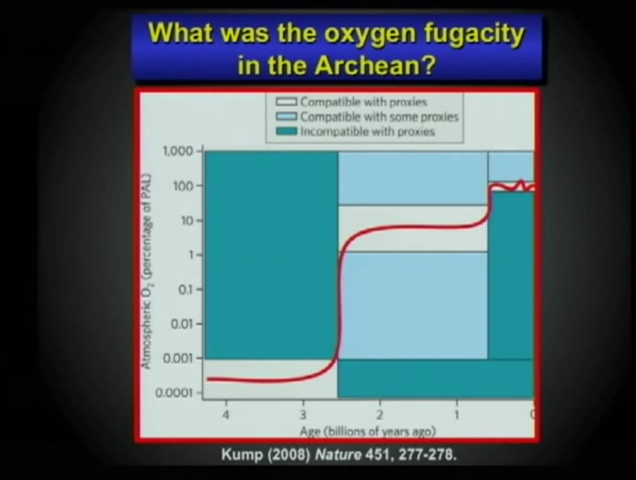 What was the oxygen fugacity
in the Archean?
Compatible with proxies
Compatible with some proxies
Incompatible with proxies
Atmospheric O₂ (percentage of PAL)
1,000
100
10
1
0.1
0.01
0.001
0.0001
4 3 2 1 0
Age (billions of years ago)
Kump (2008) Nature 451, 277-278.